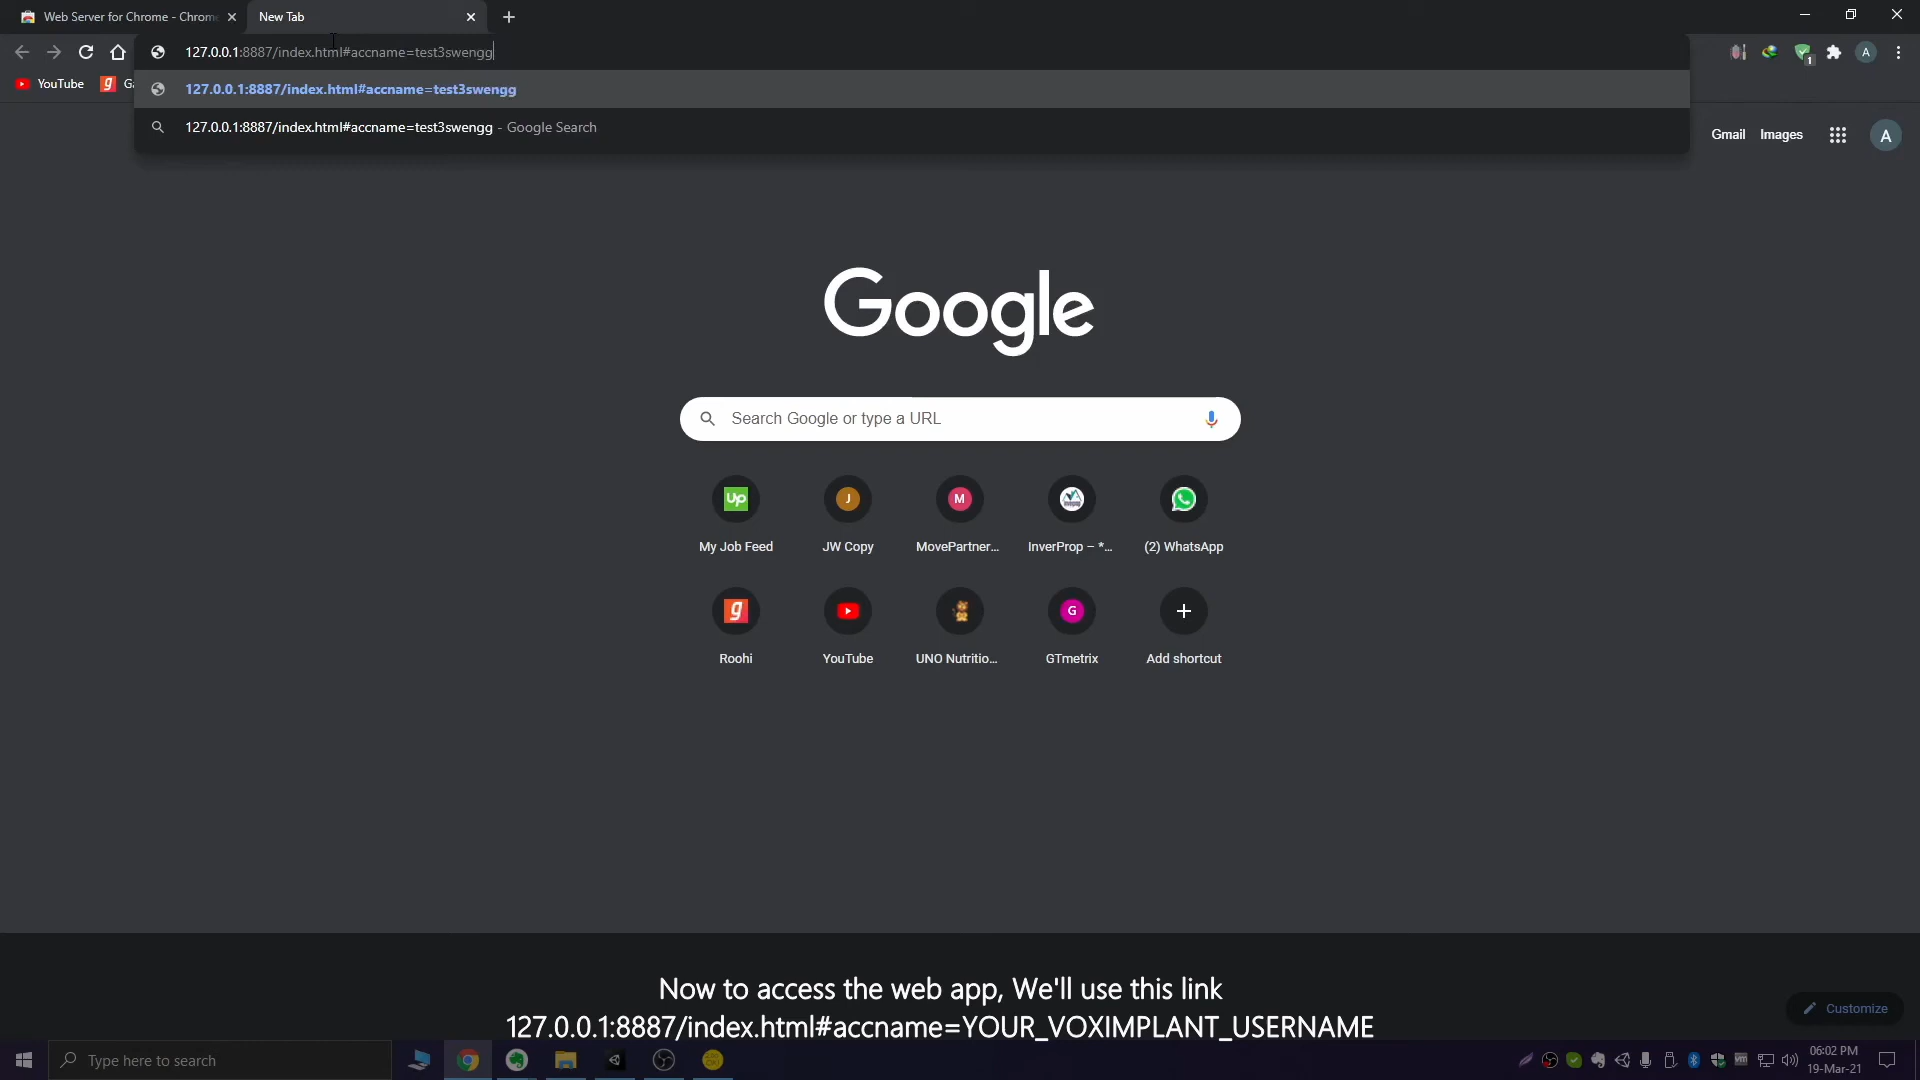 Web Server for Chrome - Chrom
New Tab
127.0.0.1:8887/index.html#accname=test3swengg
1
A
YouTube
127.0.0.1:8887/index.html#accname=test3swengg
127.0.0.1:8887/index.html#accname=test3swengg - Google Search
Gmail
Images
A
Google
Search Google or type a URL
Up
J
M
My Job Feed
JW Copy
MovePartner...
InverProp – *...
(2) WhatsApp
g
G
Roohi
YouTube
UNO Nutritio...
GTmetrix
Add shortcut
Now to access the web app, We'll use this link
127.0.0.1:8887/index.html#accname=YOUR_VOXIMPLANT_USERNAME
Customize
Type here to search
06:02 PM
19-Mar-21